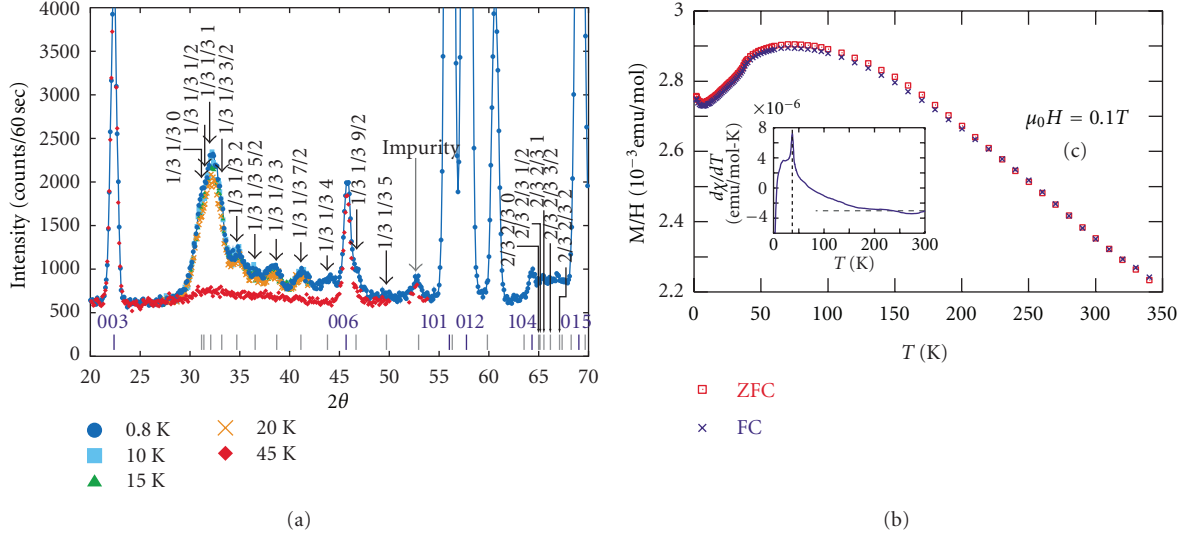 4000
3500
3000
2500
2000
1500
1000
500
0
Intensity (counts/60 sec)
1/3 1/3 0
1/3 1/3 1/2
1/3 1/3 1
1/3 1/3 3/2
1/3 1/3 2
1/3 1/3 5/2
1/3 1/3 3
1/3 1/3 7/2
1/3 1/3 4
1/3 1/3 9/2
1/3 1/3 5
Impurity
2/3 2/3 0
2/3 2/3 1/2
2/3 2/3 1
2/3 2/3 3/2
2/3 2/3 2
003 006 101 012 104 015
20 25 30 35 40 45 50 55 60 65 70
2θ
0.8 K
10 K
15 K
20 K
45 K
(a)
3
2.8
2.6
2.4
2.2
M/H (10⁻³ emu/mol)
μ₀H = 0.1T
(c)
×10⁻⁶
8
4
0
−4
dχ/dT
(emu/mol-K)
0 50 100 200 300
T (K)
0 50 100 150 200 250 300 350
T (K)
ZFC
FC
(b)